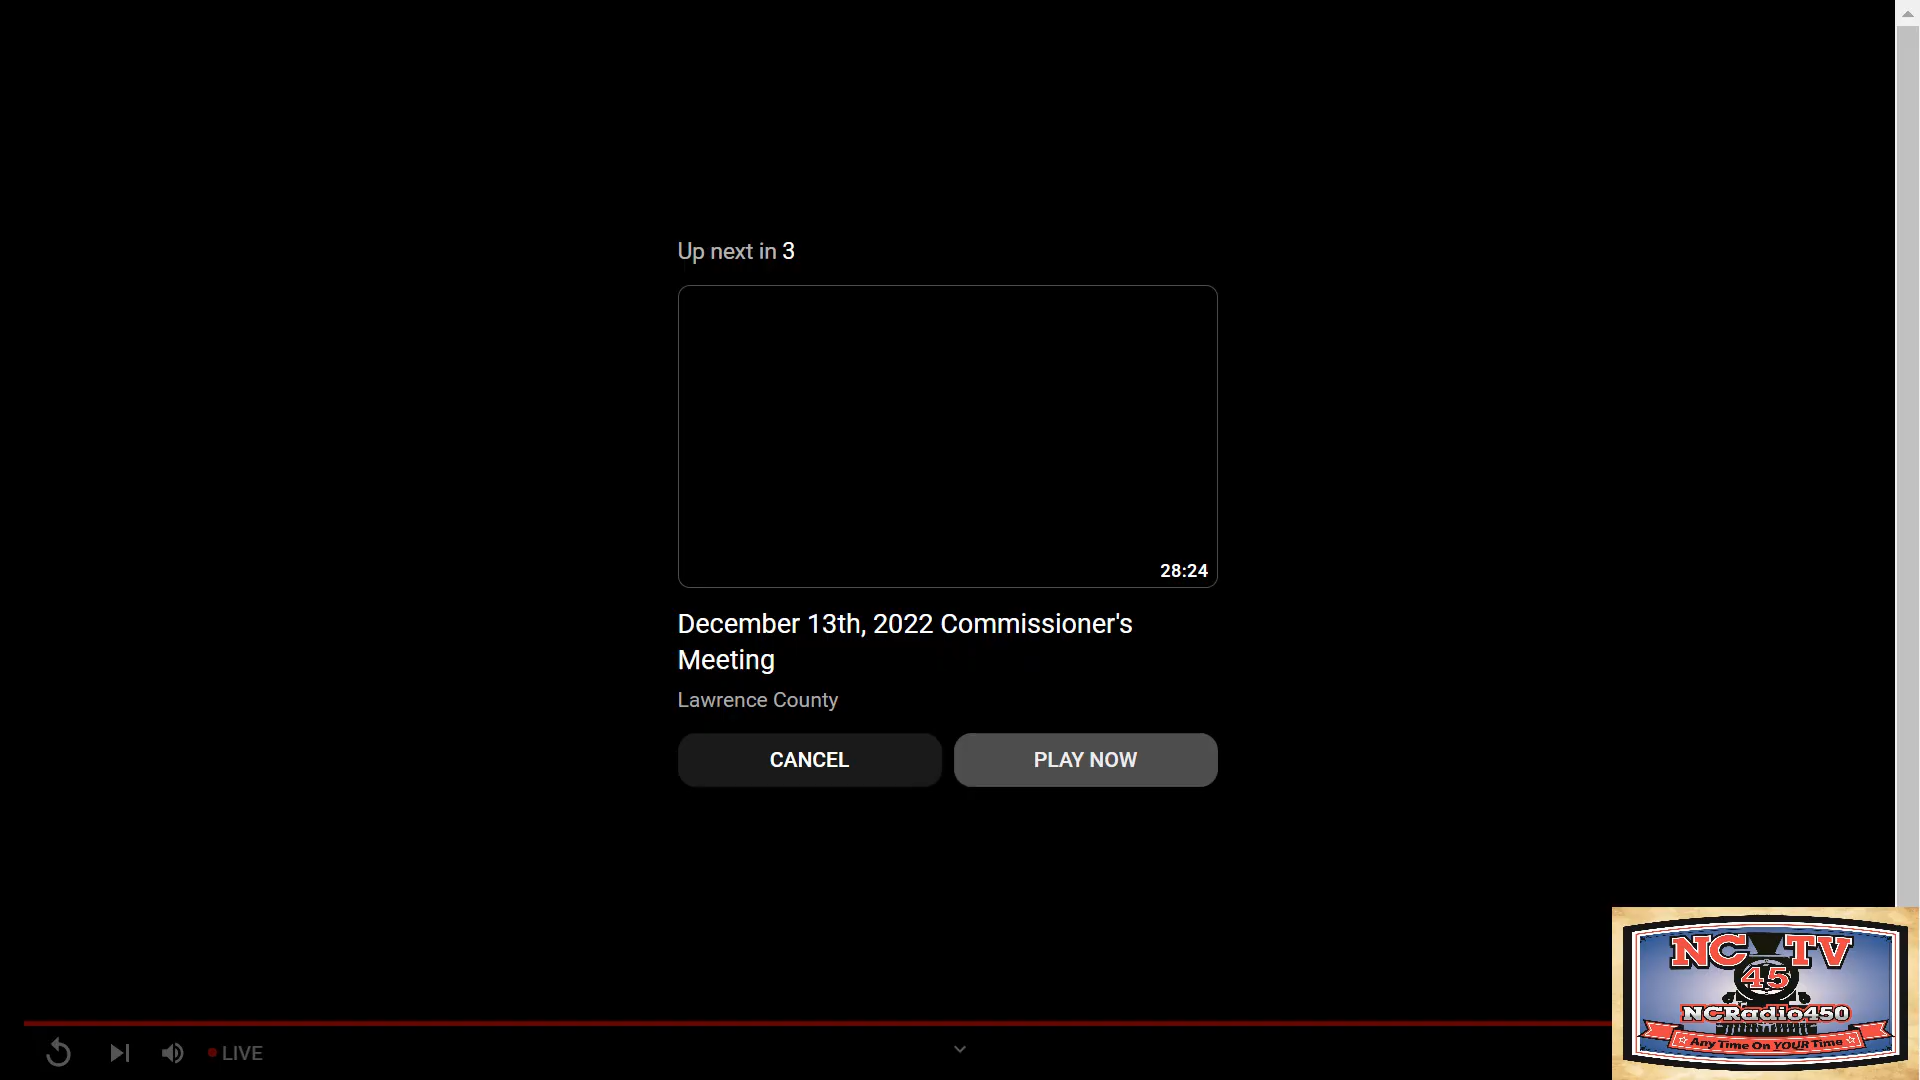 Up next in 3
28:24
December 13th, 2022 Commissioner's
Meeting
Lawrence County
CANCEL
PLAY NOW
LIVE
NC TV
45
NCRadio450
Any Time On YOUR Time